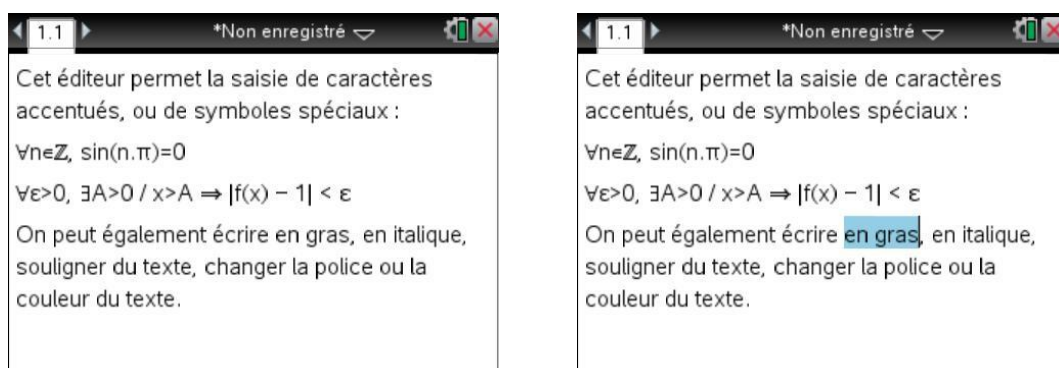 1.1 *Non enregistré
Cet éditeur permet la saisie de caractères
accentués, ou de symboles spéciaux :
∀n∊ℤ, sin(n.π)=0
∀ε>0, ∃A>0 / x>A ⇒ |f(x) − 1| < ε
On peut également écrire en gras, en italique,
souligner du texte, changer la police ou la
couleur du texte.
1.1 *Non enregistré
Cet éditeur permet la saisie de caractères
accentués, ou de symboles spéciaux :
∀n∊ℤ, sin(n.π)=0
∀ε>0, ∃A>0 / x>A ⇒ |f(x) − 1| < ε
On peut également écrire en gras, en italique,
souligner du texte, changer la police ou la
couleur du texte.